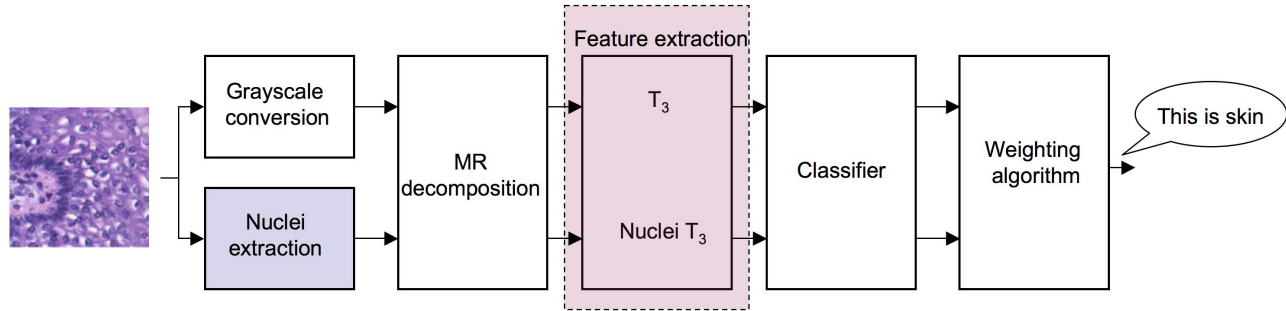 Feature extraction
Grayscale
conversion
Nuclei
extraction
MR
decomposition
T₃
Nuclei T₃
Classifier
Weighting
algorithm
This is skin